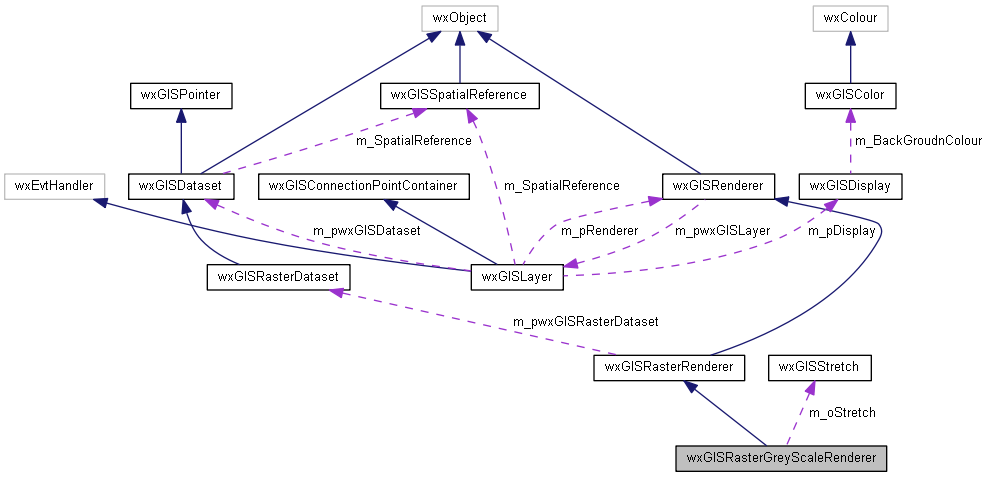 wxObject
wxColour
wxGISPointer
wxGISSpatialReference
wxGISColor
m_SpatialReference
m_BackGroudnColour
wxEvtHandler
wxGISDataset
wxGISConnectionPointContainer
m_SpatialReference
wxGISRenderer
wxGISDisplay
m_pwxGISDataset
m_pRenderer
m_pwxGISLayer
m_pDisplay
wxGISRasterDataset
wxGISLayer
m_pwxGISRasterDataset
wxGISRasterRenderer
wxGISStretch
m_oStretch
wxGISRasterGreyScaleRenderer